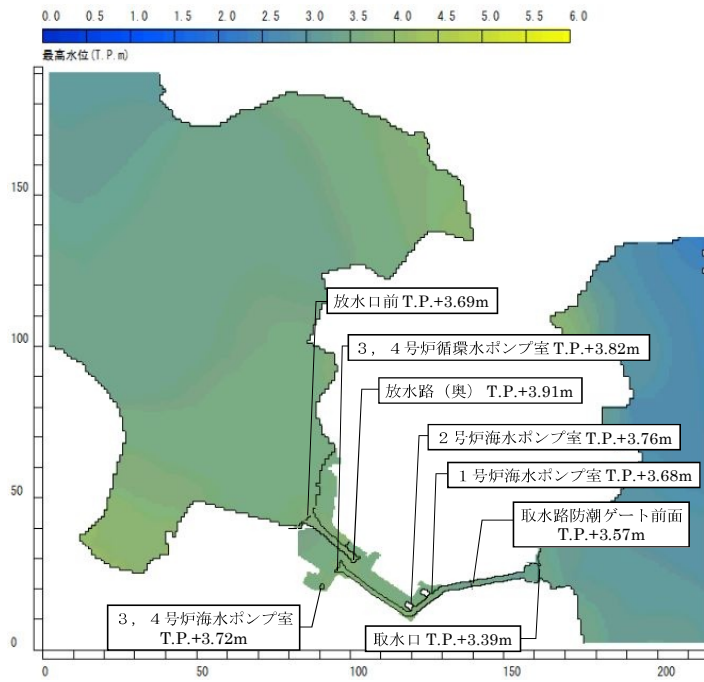 0.0 0.5 1.0 1.5 2.0 2.5 3.0 3.5 4.0 4.5 5.0 6.0
最高水位(T.P.m)
150
放水口前 T.P.+3.69m
100
3，4号炉循環水ポンプ室 T.P.+3.82m
放水路（奥） T.P.+3.91m
2号炉海水ポンプ室 T.P.+3.76m
1号炉海水ポンプ室 T.P.+3.68m
50
取水路防潮ゲート前面
T.P.+3.57m
3，4号炉海水ポンプ室
T.P.+3.72m
取水口 T.P.+3.39m
0
0 50 100 150 200